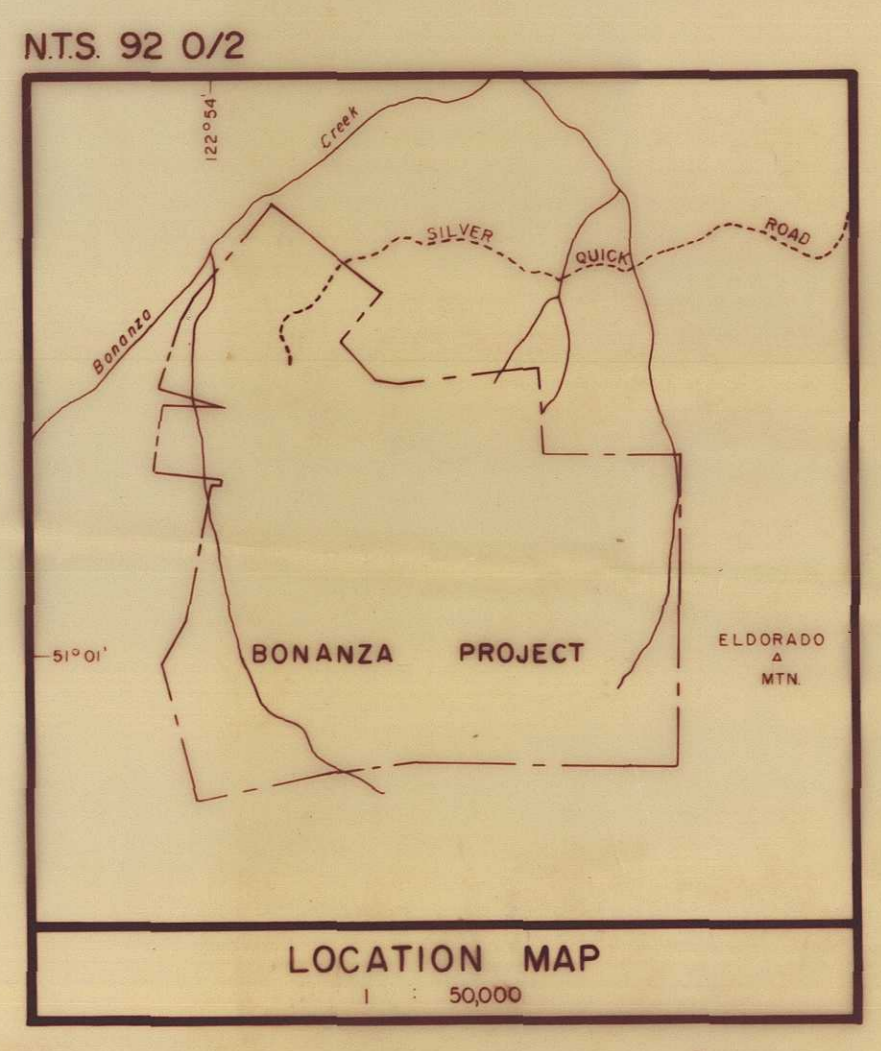 N.T.S. 92 O/2
122°54'
Creek
SILVER
QUICK
ROAD
Bonanza
51°01'
BONANZA PROJECT
ELDORADO
MTN.
LOCATION MAP
1 : 50,000